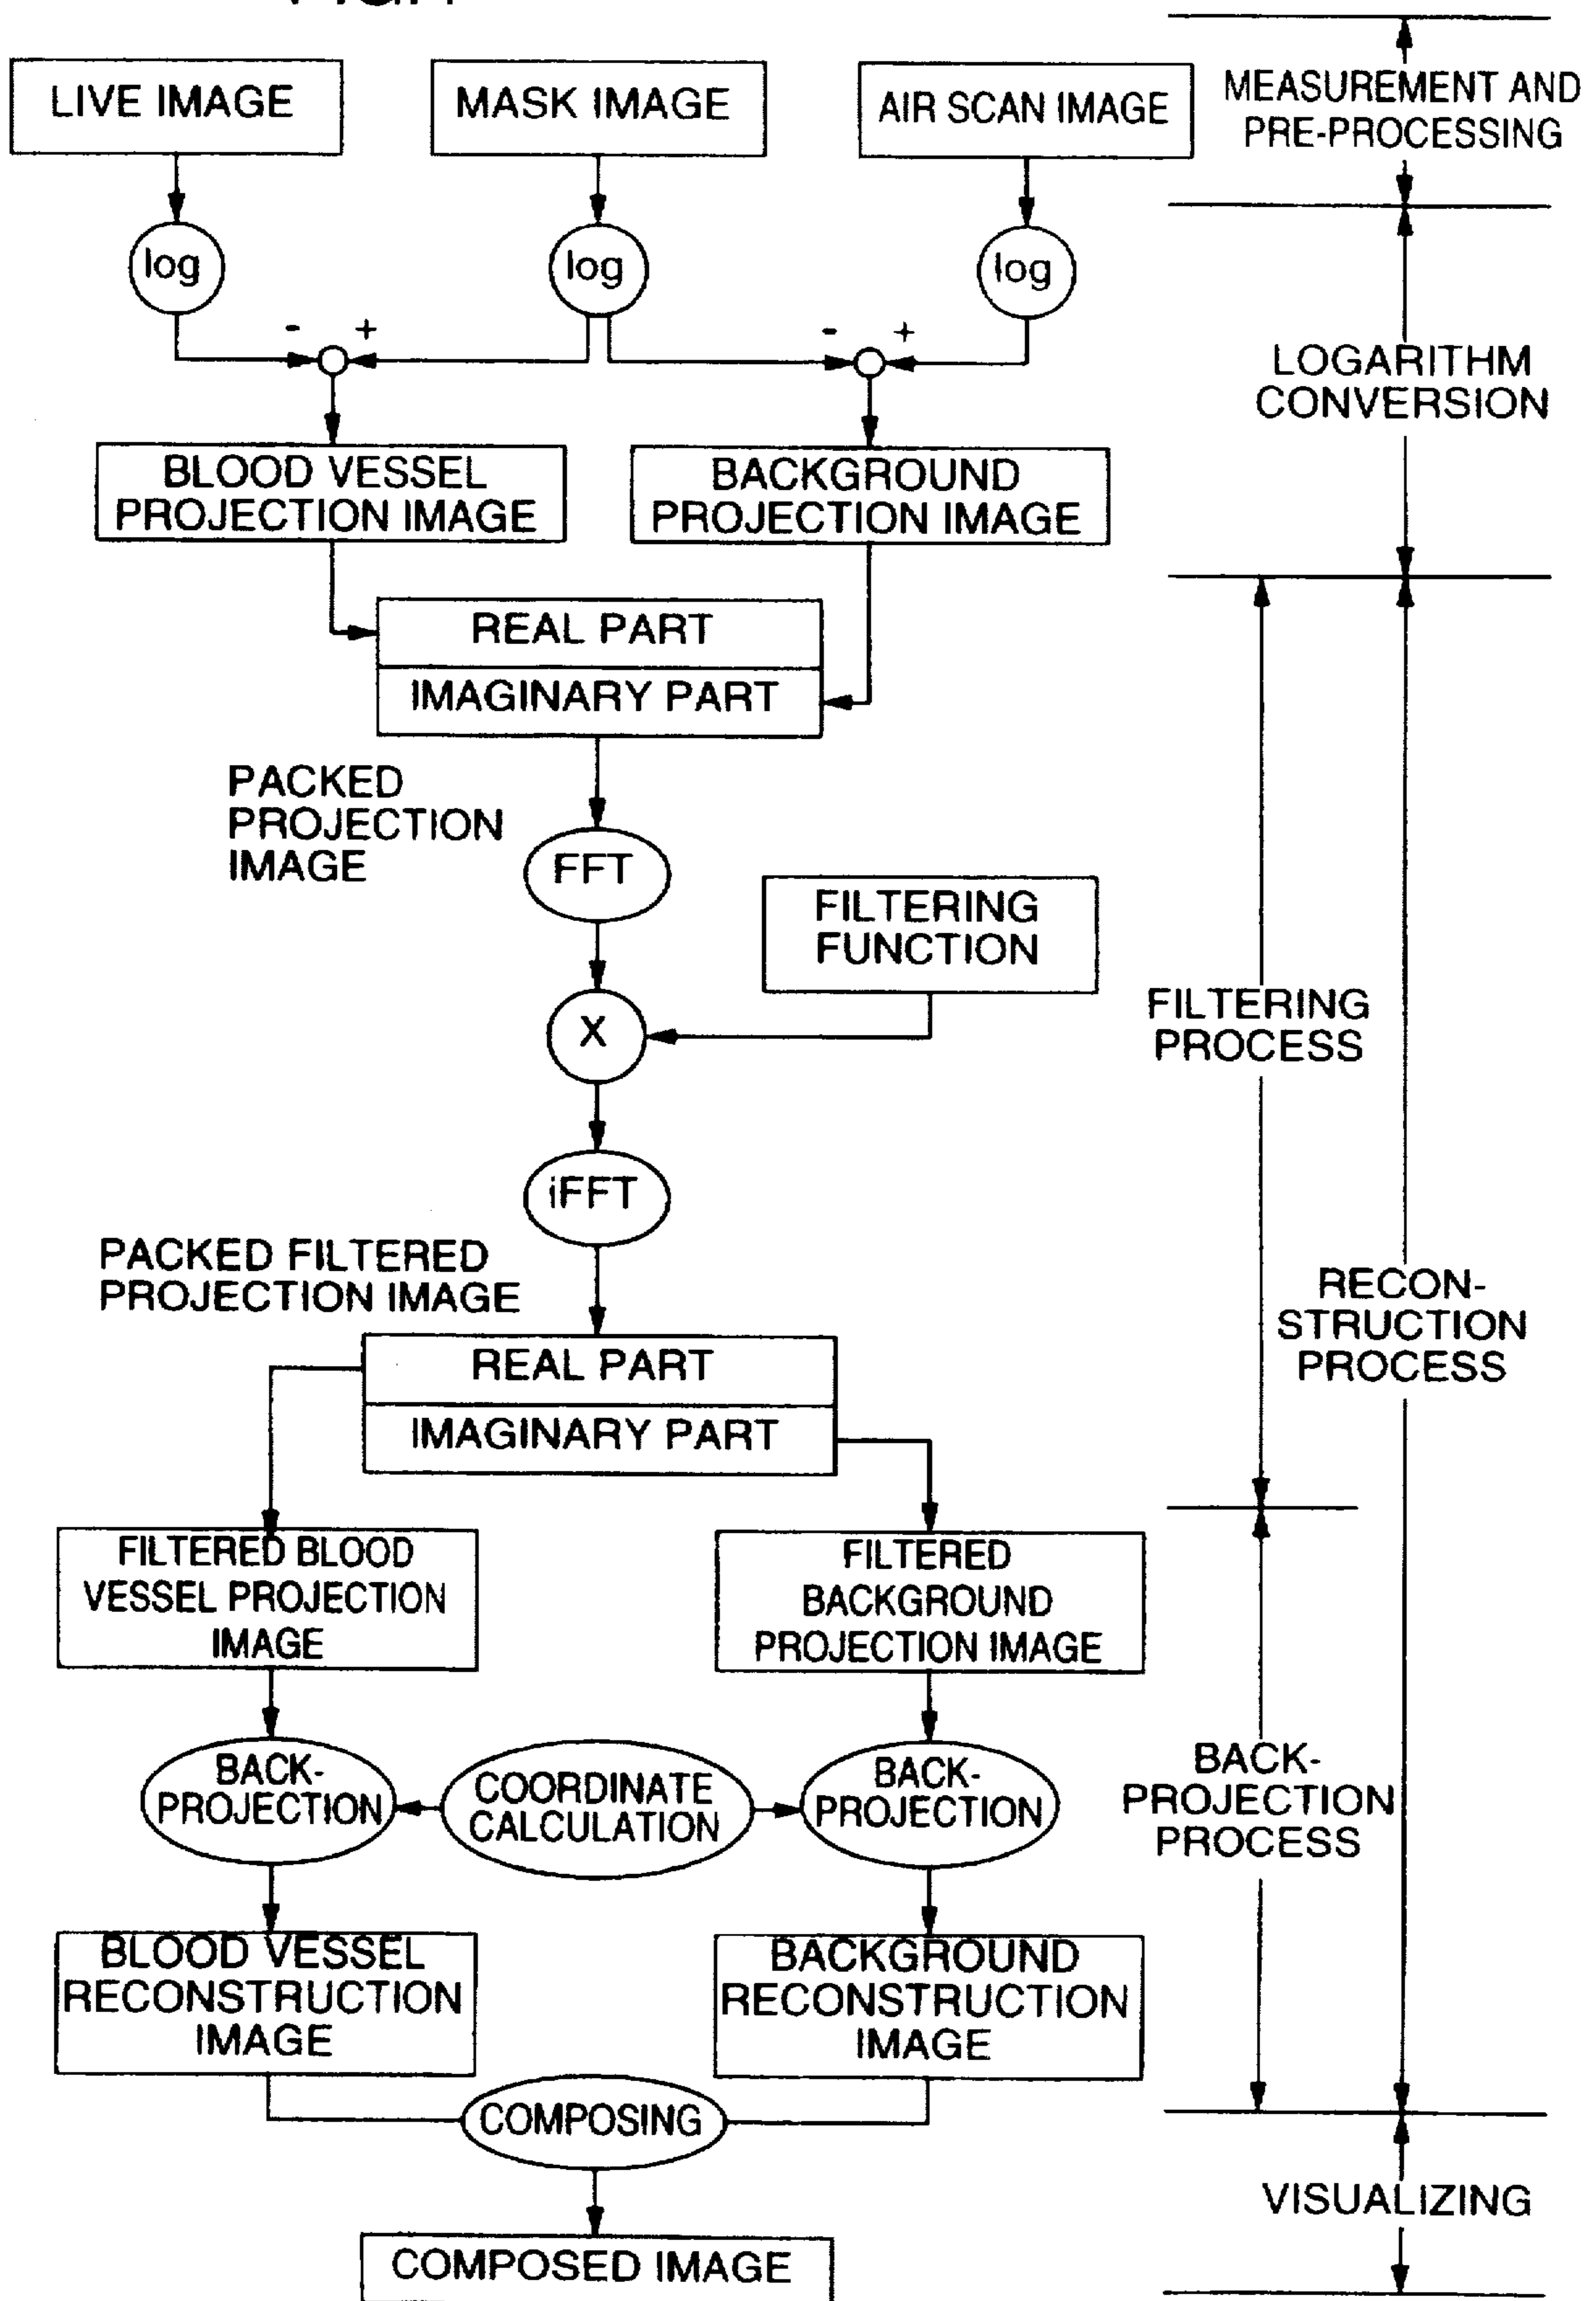 LIVE IMAGE
MASK IMAGE
AIR SCAN IMAGE
MEASUREMENT AND
PRE-PROCESSING
log
log
log
- +
- +
LOGARITHM
CONVERSION
BLOOD VESSEL
PROJECTION IMAGE
BACKGROUND
PROJECTION IMAGE
REAL PART
IMAGINARY PART
PACKED
PROJECTION
IMAGE
FFT
FILTERING
FUNCTION
X
FILTERING
PROCESS
iFFT
PACKED FILTERED
PROJECTION IMAGE
RECON-
STRUCTION
PROCESS
REAL PART
IMAGINARY PART
FILTERED BLOOD
VESSEL PROJECTION
IMAGE
FILTERED
BACKGROUND
PROJECTION IMAGE
BACK-
PROJECTION
COORDINATE
CALCULATION
BACK-
PROJECTION
BACK-
PROJECTION
PROCESS
BLOOD VESSEL
RECONSTRUCTION
IMAGE
BACKGROUND
RECONSTRUCTION
IMAGE
COMPOSING
VISUALIZING
COMPOSED IMAGE